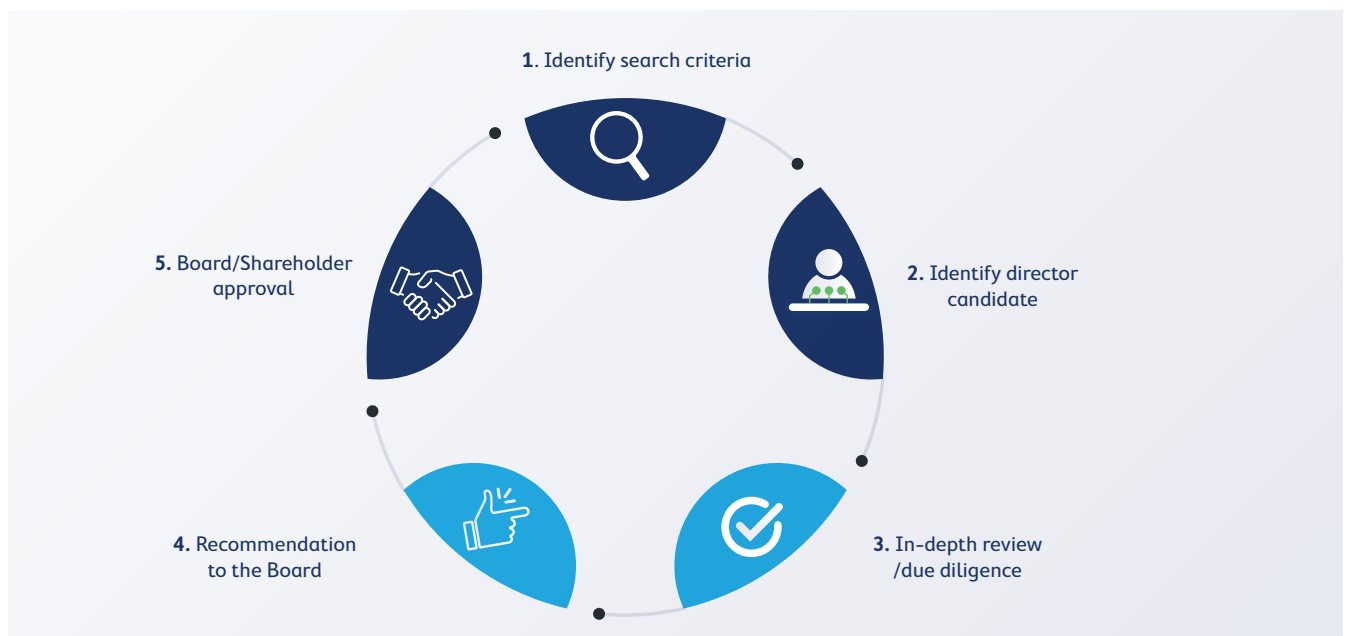 1. Identify search criteria
2. Identify director
candidate
3. In-depth review
/due diligence
4. Recommendation
to the Board
5. Board/Shareholder
approval